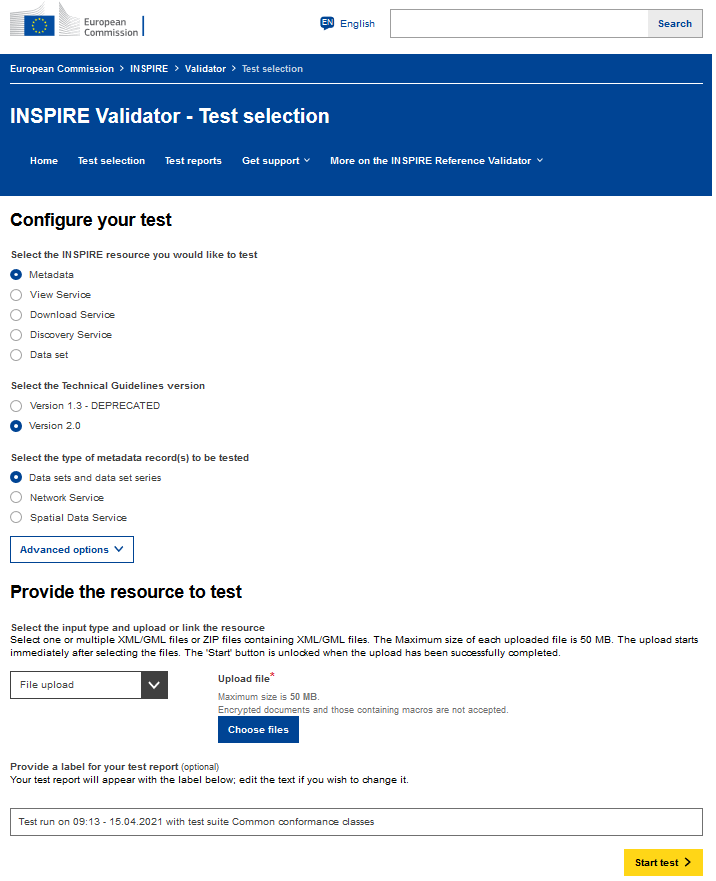 European
Commission
EN English
Search
European Commission > INSPIRE > Validator > Test selection
INSPIRE Validator - Test selection
Home Test selection Test reports Get support More on the INSPIRE Reference Validator
Configure your test
Select the INSPIRE resource you would like to test
Metadata
View Service
Download Service
Discovery Service
Data set
Select the Technical Guidelines version
Version 1.3 - DEPRECATED
Version 2.0
Select the type of metadata record(s) to be tested
Data sets and data set series
Network Service
Spatial Data Service
Advanced options
Provide the resource to test
Select the input type and upload or link the resource
Select one or multiple XML/GML files or ZIP files containing XML/GML files. The Maximum size of each uploaded file is 50 MB. The upload starts
immediately after selecting the files. The 'Start' button is unlocked when the upload has been successfully completed.
File upload
Upload file*
Maximum size is 50 MB.
Encrypted documents and those containing macros are not accepted.
Choose files
Provide a label for your test report (optional)
Your test report will appear with the label below; edit the text if you wish to change it.
Test run on 09:13 - 15.04.2021 with test suite Common conformance classes
Start test >